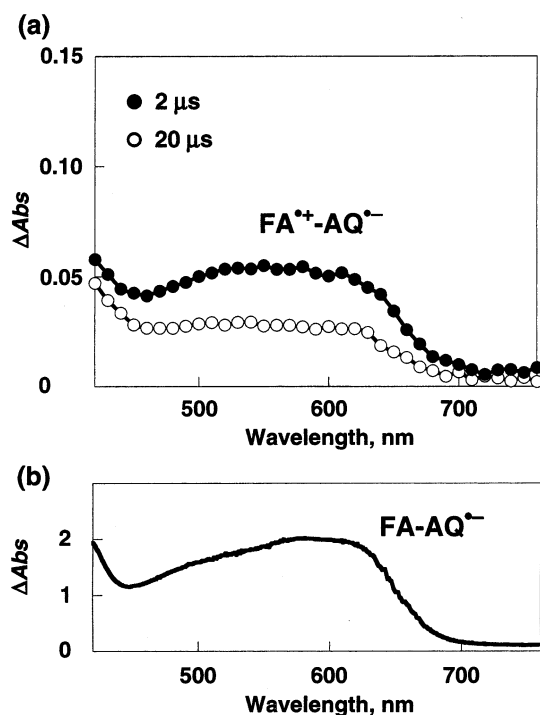 (a)
0.15
● 2 μs
○ 20 μs
0.10
ΔAbs
FA•+-AQ•−
0.05
0
500 600 700
Wavelength, nm
(b)
FA-AQ•−
2
ΔAbs
1
0
500 600 700
Wavelength, nm